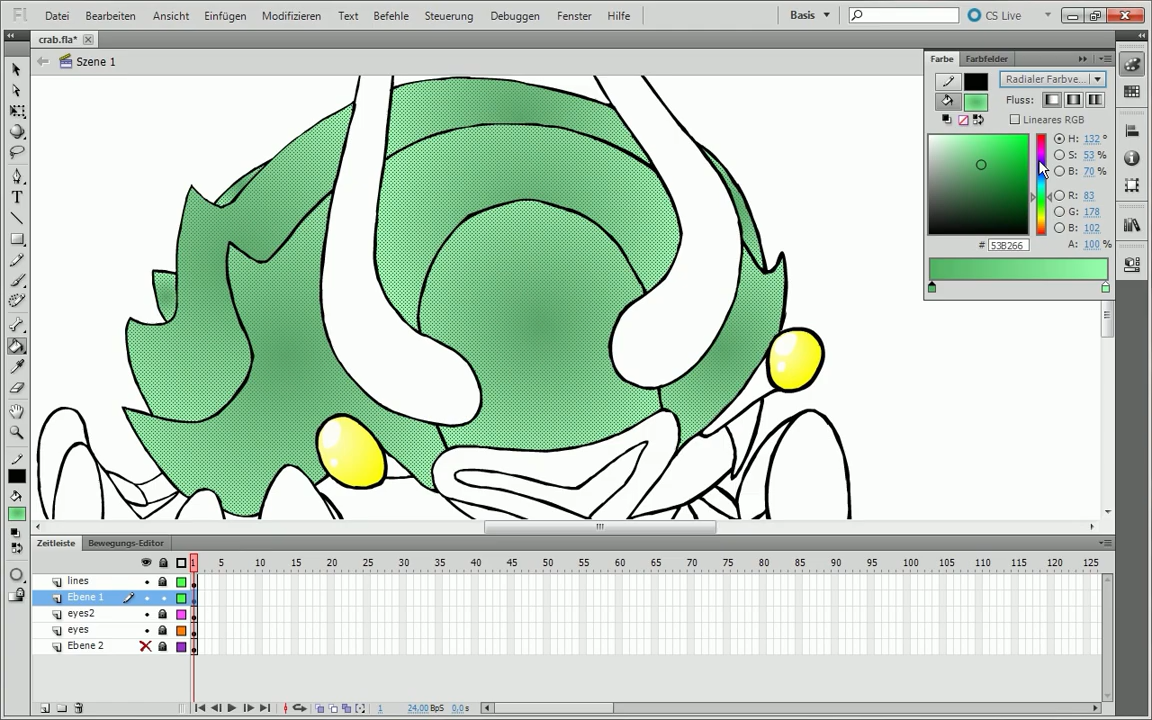 Fl Datei Bearbeiten Ansicht Einfügen Modifizieren Text Befehle Steuerung Debuggen Fenster Hilfe Basis CS Live
crab.fla*
Szene 1
Farbe Farbfelder
Radialer Farbve...
Fluss:
Lineares RGB
H: 132 °
S: 53 %
B: 70 %
R: 83
G: 178
B: 102
# 53B266 A: 100 %
Zeitleiste Bewegungs-Editor
1 5 10 15 20 25 30 35 40 45 50 55 60 65 70 75 80 85 90 95 100 105 110 115 120 125
lines
Ebene 1
eyes2
eyes
Ebene 2
1 24,00 BpS 0,0 s